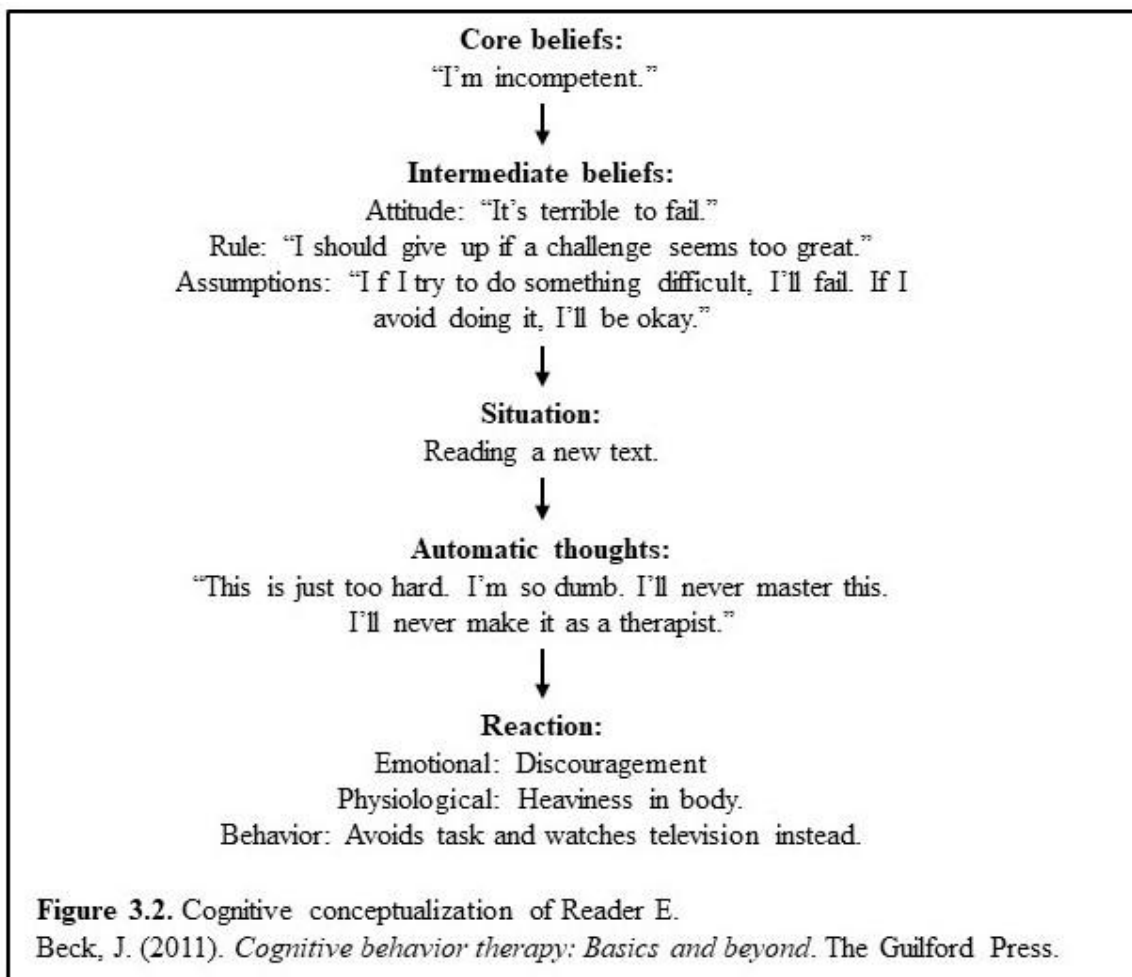 Core beliefs:
“I’m incompetent.”
Intermediate beliefs:
Attitude: “It’s terrible to fail.”
Rule: “I should give up if a challenge seems too great.”
Assumptions: “I f I try to do something difficult, I’ll fail. If I
avoid doing it, I’ll be okay.”
Situation:
Reading a new text.
Automatic thoughts:
“This is just too hard. I’m so dumb. I’ll never master this.
I’ll never make it as a therapist.”
Reaction:
Emotional: Discouragement
Physiological: Heaviness in body.
Behavior: Avoids task and watches television instead.
Figure 3.2. Cognitive conceptualization of Reader E.
Beck, J. (2011). Cognitive behavior therapy: Basics and beyond. The Guilford Press.